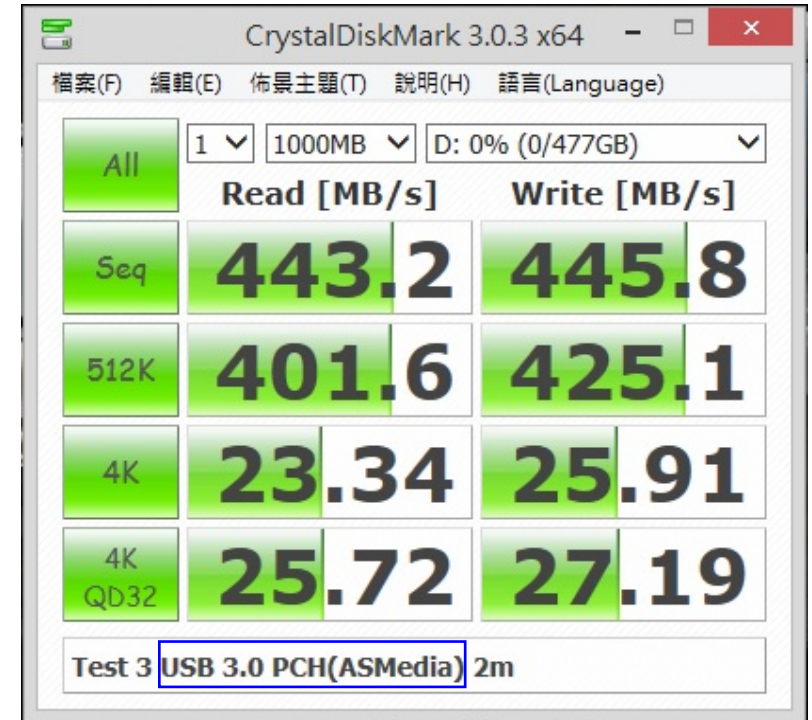 CrystalDiskMark 3.0.3 x64
檔案(F) 編輯(E) 佈景主題(T) 說明(H) 語言(Language)
All 1 1000MB D: 0% (0/477GB)
Read [MB/s] Write [MB/s]
Seq 443.2 445.8
512K 401.6 425.1
4K 23.34 25.91
4K QD32 25.72 27.19
Test 3 USB 3.0 PCH(ASMedia) 2m